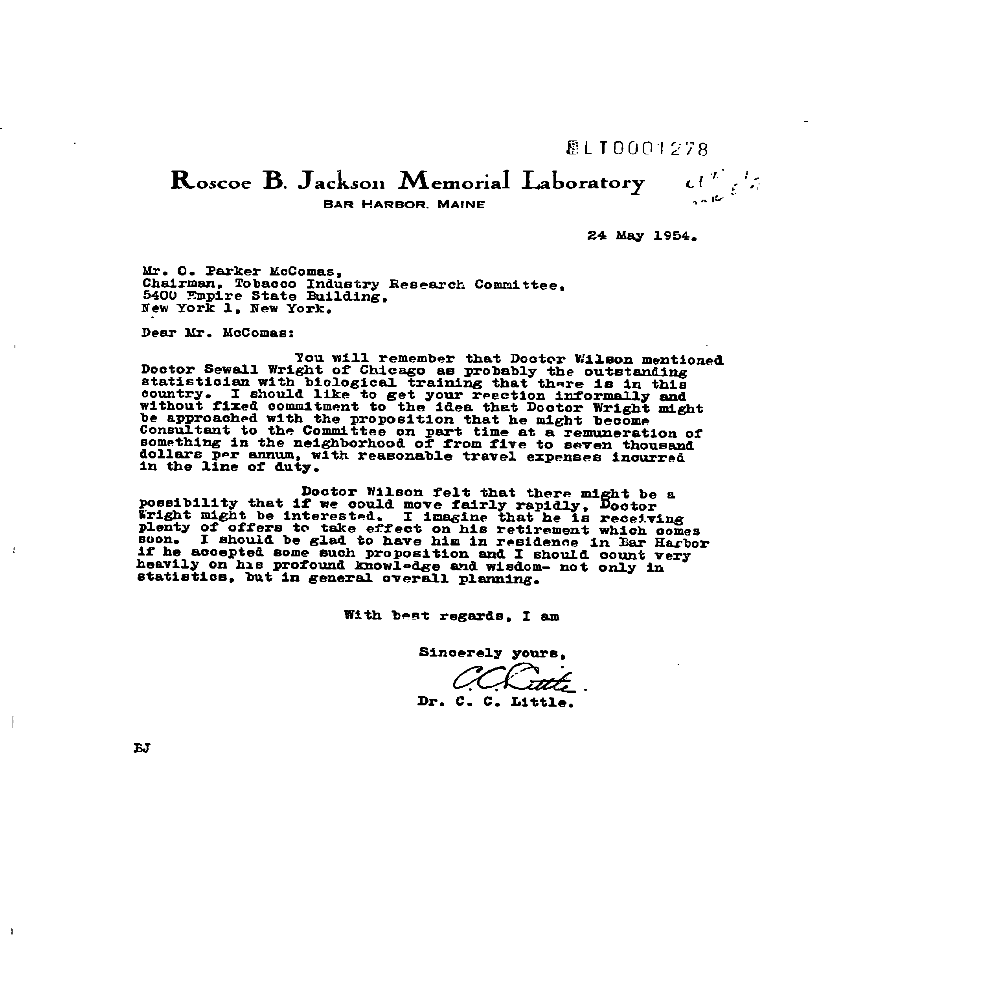 LT0001278
Roscoe B. Jackson Memorial Laboratory
BAR HARBOR, MAINE
24 May 1954.
Mr. O. Parker McComas,
Chairman, Tobacco Industry Research Committee,
5400 Empire State Building,
New York 1, New York.
Dear Mr. McComas:
You will remember that Doctor Wilson mentioned
Doctor Sewall Wright of Chicago as probably the outstanding
statistician with biological training that there is in this
country. I should like to get your reaction informally and
without fixed commitment to the idea that Doctor Wright might
be approached with the proposition that he might become
Consultant to the Committee on part time at a remuneration of
something in the neighborhood of from five to seven thousand
dollars per annum, with reasonable travel expenses incurred
in the line of duty.
Doctor Wilson felt that there might be a
possibility that if we could move fairly rapidly, Doctor
Wright might be interested. I imagine that he is receiving
plenty of offers to take effect on his retirement which comes
soon. I should be glad to have him in residence in Bar Harbor
if he accepted some such proposition and I should count very
heavily on his profound knowledge and wisdom- not only in
statistics, but in general overall planning.
With best regards, I am
Sincerely yours,
C.C. Little.
Dr. C. C. Little.
BJ